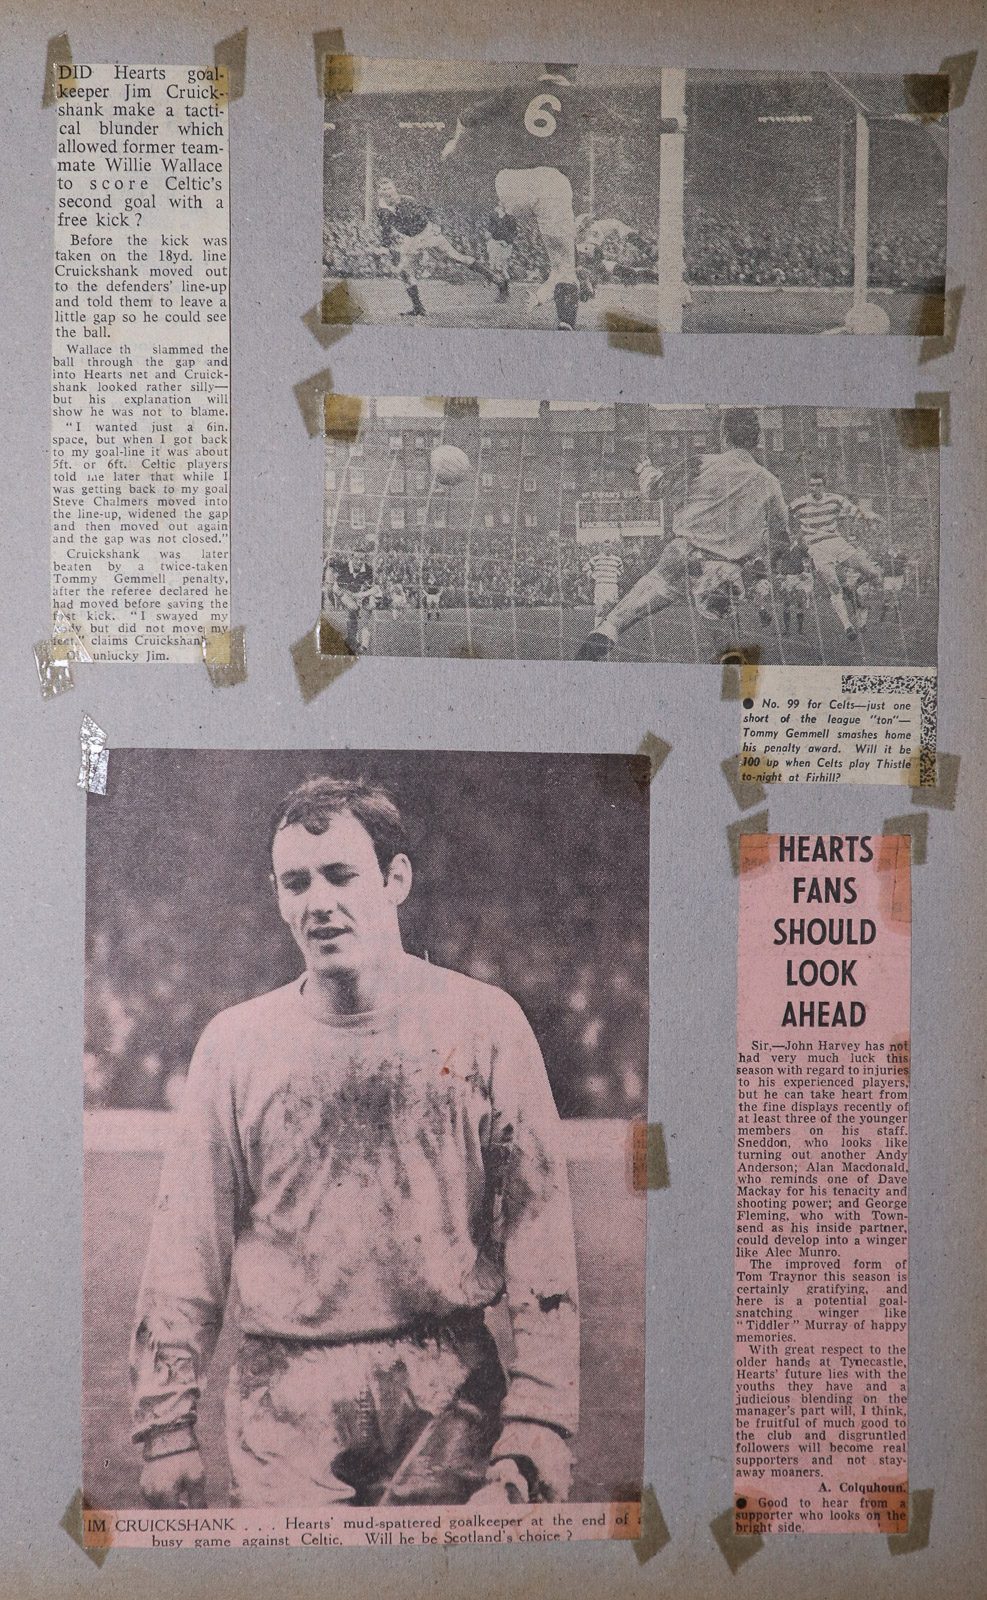 DID Hearts goal-
keeper Jim Cruick-
shank make a tacti-
cal blunder which
allowed former team-
mate Willie Wallace
to score Celtic's
second goal with a
free kick ?
Before the kick was
taken on the 18yd. line
Cruickshank moved out
to the defenders' line-up
and told them to leave a
little gap so he could see
the ball.
Wallace th slammed the
ball through the gap and
into Hearts net and Cruick-
shank looked rather silly—
but his explanation will
show he was not to blame.
"I wanted just a 6in.
space, but when I got back
to my goal-line it was about
5ft. or 6ft. Celtic players
told me later that while I
was getting back to my goal
Steve Chalmers moved into
the line-up, widened the gap
and then moved out again
and the gap was not closed."
Cruickshank was later
beaten by a twice-taken
Tommy Gemmell penalty,
after the referee declared he
had moved before saving the
first kick. "I swayed my
body but did not move my
feet," claims Cruickshank.
unlucky Jim.
6
● No. 99 for Celts—just one
short of the league "ton"—
Tommy Gemmell smashes home
his penalty award. Will it be
100 up when Celts play Thistle
to-night at Firhill?
IM CRUICKSHANK . . . Hearts' mud-spattered goalkeeper at the end of
busy game against Celtic. Will he be Scotland's choice ?
HEARTS
FANS
SHOULD
LOOK
AHEAD
Sir,—John Harvey has not
had very much luck this
season with regard to injuries
to his experienced players,
but he can take heart from
the fine displays recently of
at least three of the younger
members on his staff.
Sneddon, who looks like
turning out another Andy
Anderson; Alan Macdonald,
who reminds one of Dave
Mackay for his tenacity and
shooting power; and George
Fleming, who with Town-
send as his inside partner,
could develop into a winger
like Alec Munro.
The improved form of
Tom Traynor this season is
certainly gratifying, and
here is a potential goal-
snatching winger like
"Tiddler" Murray of happy
memories.
With great respect to the
older hands at Tynecastle,
Hearts' future lies with the
youths they have and a
judicious blending on the
manager's part will, I think,
be fruitful of much good to
the club and disgruntled
followers will become real
supporters and not stay-
away moaners.
A. Colquhoun.
● Good to hear from a
supporter who looks on the
bright side.